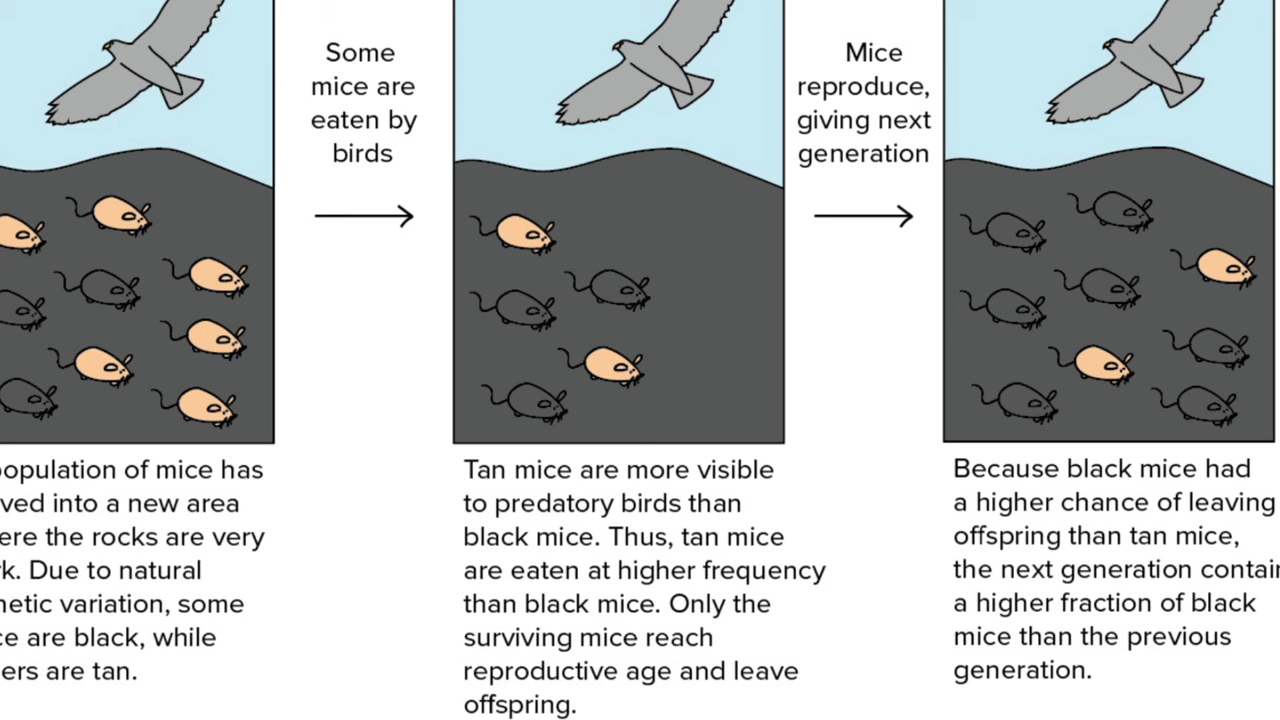 Some
mice are
eaten by
birds
Mice
reproduce,
giving next
generation
population of mice has
ved into a new area
ere the rocks are very
k. Due to natural
netic variation, some
ce are black, while
ers are tan.
Tan mice are more visible
to predatory birds than
black mice. Thus, tan mice
are eaten at higher frequency
than black mice. Only the
surviving mice reach
reproductive age and leave
offspring.
Because black mice had
a higher chance of leaving
offspring than tan mice,
the next generation contai
a higher fraction of black
mice than the previous
generation.